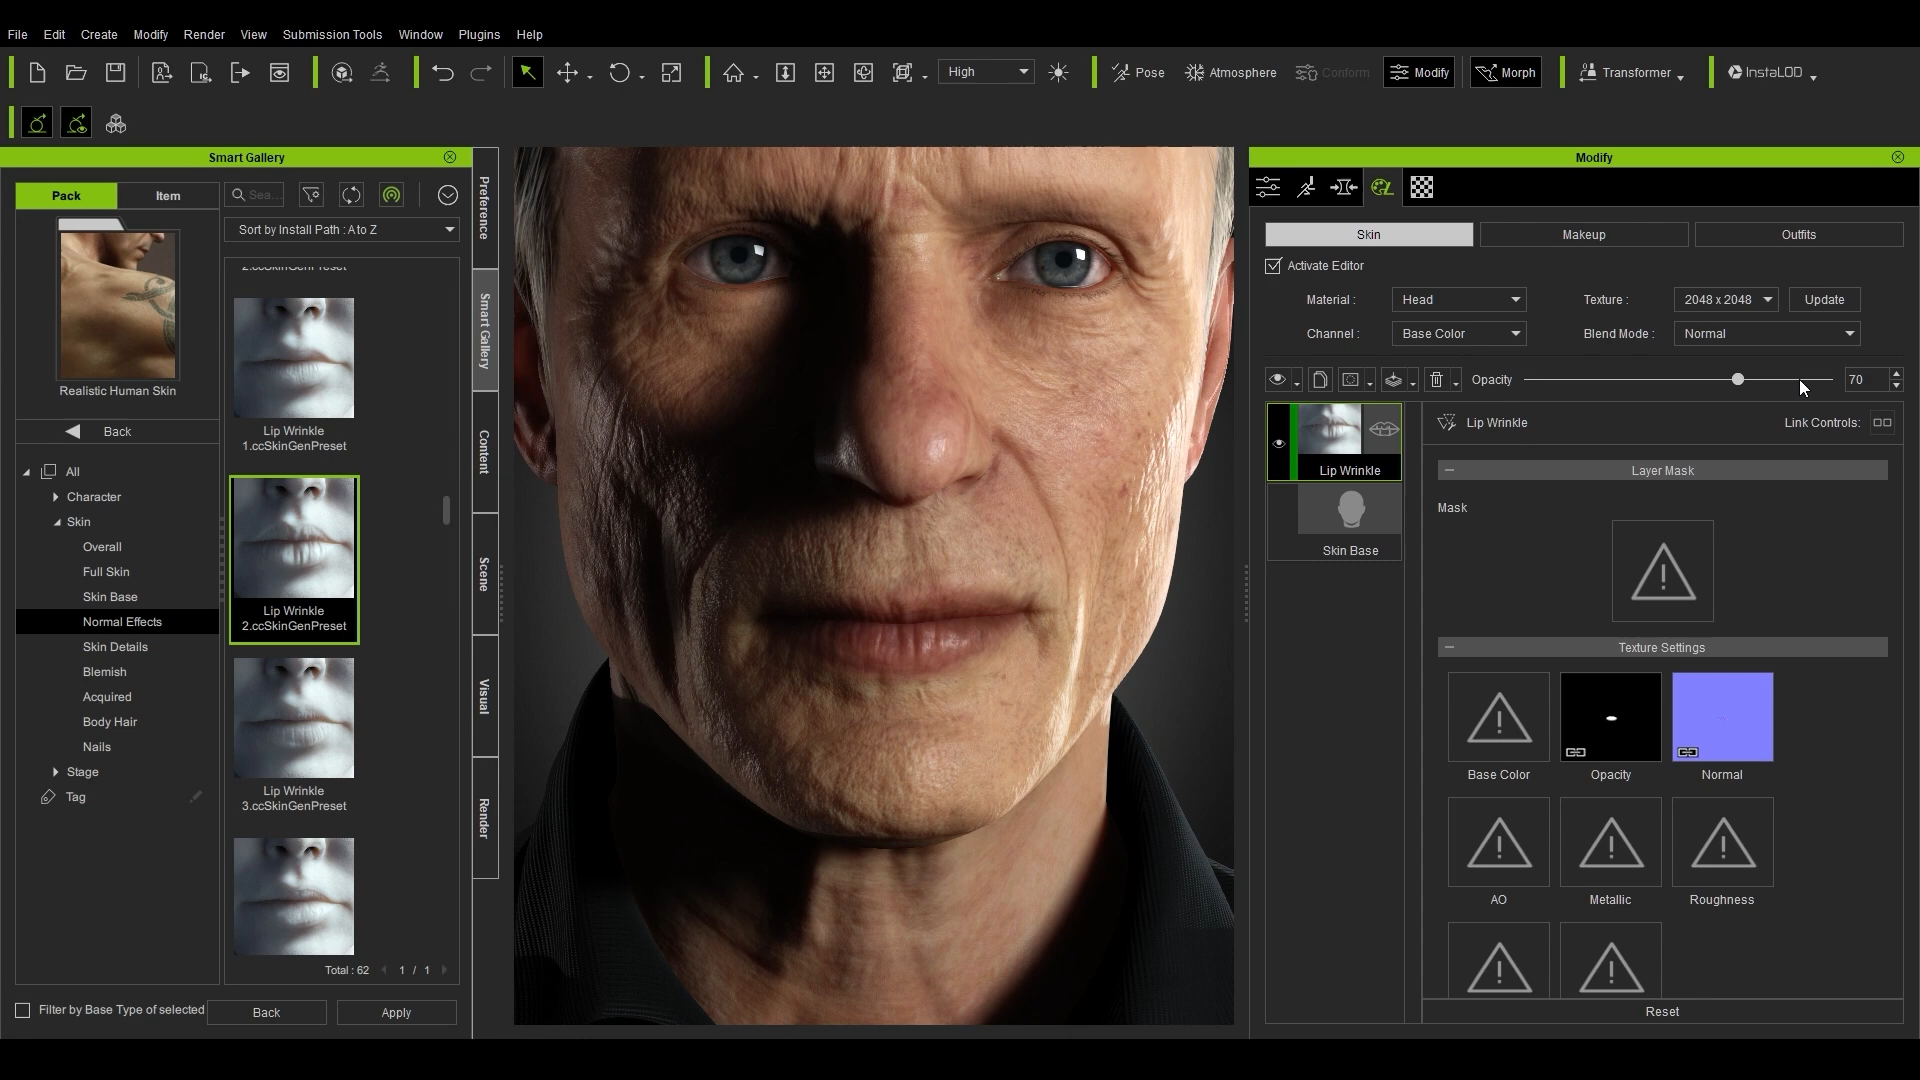 File Edit Create Modify Render View Submission Tools Window Plugins Help
High
Pose
Atmosphere
Conform
Modify
Morph
Transformer
InstaLOD
Smart Gallery
Pack Item
Realistic Human Skin
Back
All
Character
Skin
Overall
Full Skin
Skin Base
Normal Effects
Skin Details
Blemish
Acquired
Body Hair
Nails
Stage
Tag
Sea...
Sort by Install Path : A to Z
2.ccSkinGenPreset
Lip Wrinkle
1.ccSkinGenPreset
Lip Wrinkle
2.ccSkinGenPreset
Lip Wrinkle
3.ccSkinGenPreset
Total : 62 1 / 1
Filter by Base Type of selected
Back Apply
Preference
Smart Gallery
Content
Scene
Visual
Render
Modify
Skin Makeup Outfits
Activate Editor
Material : Head Texture : 2048 x 2048 Update
Channel : Base Color Blend Mode : Normal
Opacity 70
Lip Wrinkle
Skin Base
Lip Wrinkle Link Controls:
Layer Mask
Mask
Texture Settings
Base Color Opacity Normal
AO Metallic Roughness
Reset